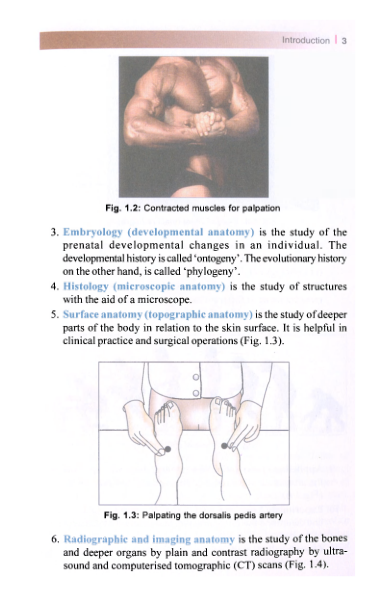 Introduction | 3
Fig. 1.2: Contracted muscles for palpation
3. Embryology (developmental anatomy) is the study of the
prenatal developmental changes in an individual. The
developmental history is called ‘ontogeny’. The evolutionary history
on the other hand, is called ‘phylogeny’.
4. Histology (microscopic anatomy) is the study of structures
with the aid of a microscope.
5. Surface anatomy (topographic anatomy) is the study of deeper
parts of the body in relation to the skin surface. It is helpful in
clinical practice and surgical operations (Fig. 1.3).
Fig. 1.3: Palpating the dorsalis pedis artery
6. Radiographic and imaging anatomy is the study of the bones
and deeper organs by plain and contrast radiography by ultra-
sound and computerised tomographic (CT) scans (Fig. 1.4).